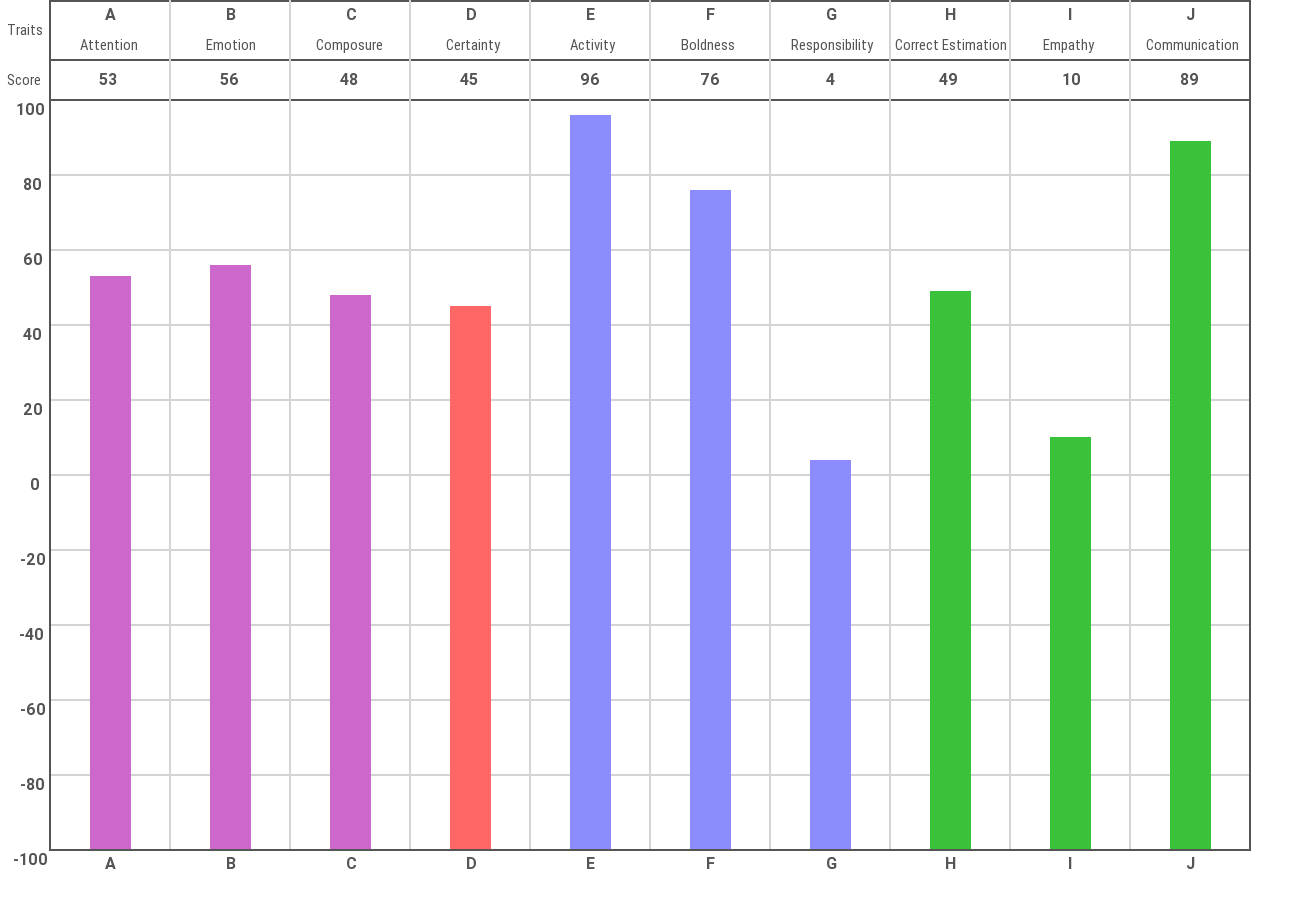 A B C D E F G H I J
Traits
Attention Emotion Composure Certainty Activity Boldness Responsibility Correct Estimation Empathy Communication
Score 53 56 48 45 96 76 4 49 10 89
100
80
60
40
20
0
-20
-40
-60
-80
-100
A B C D E F G H I J